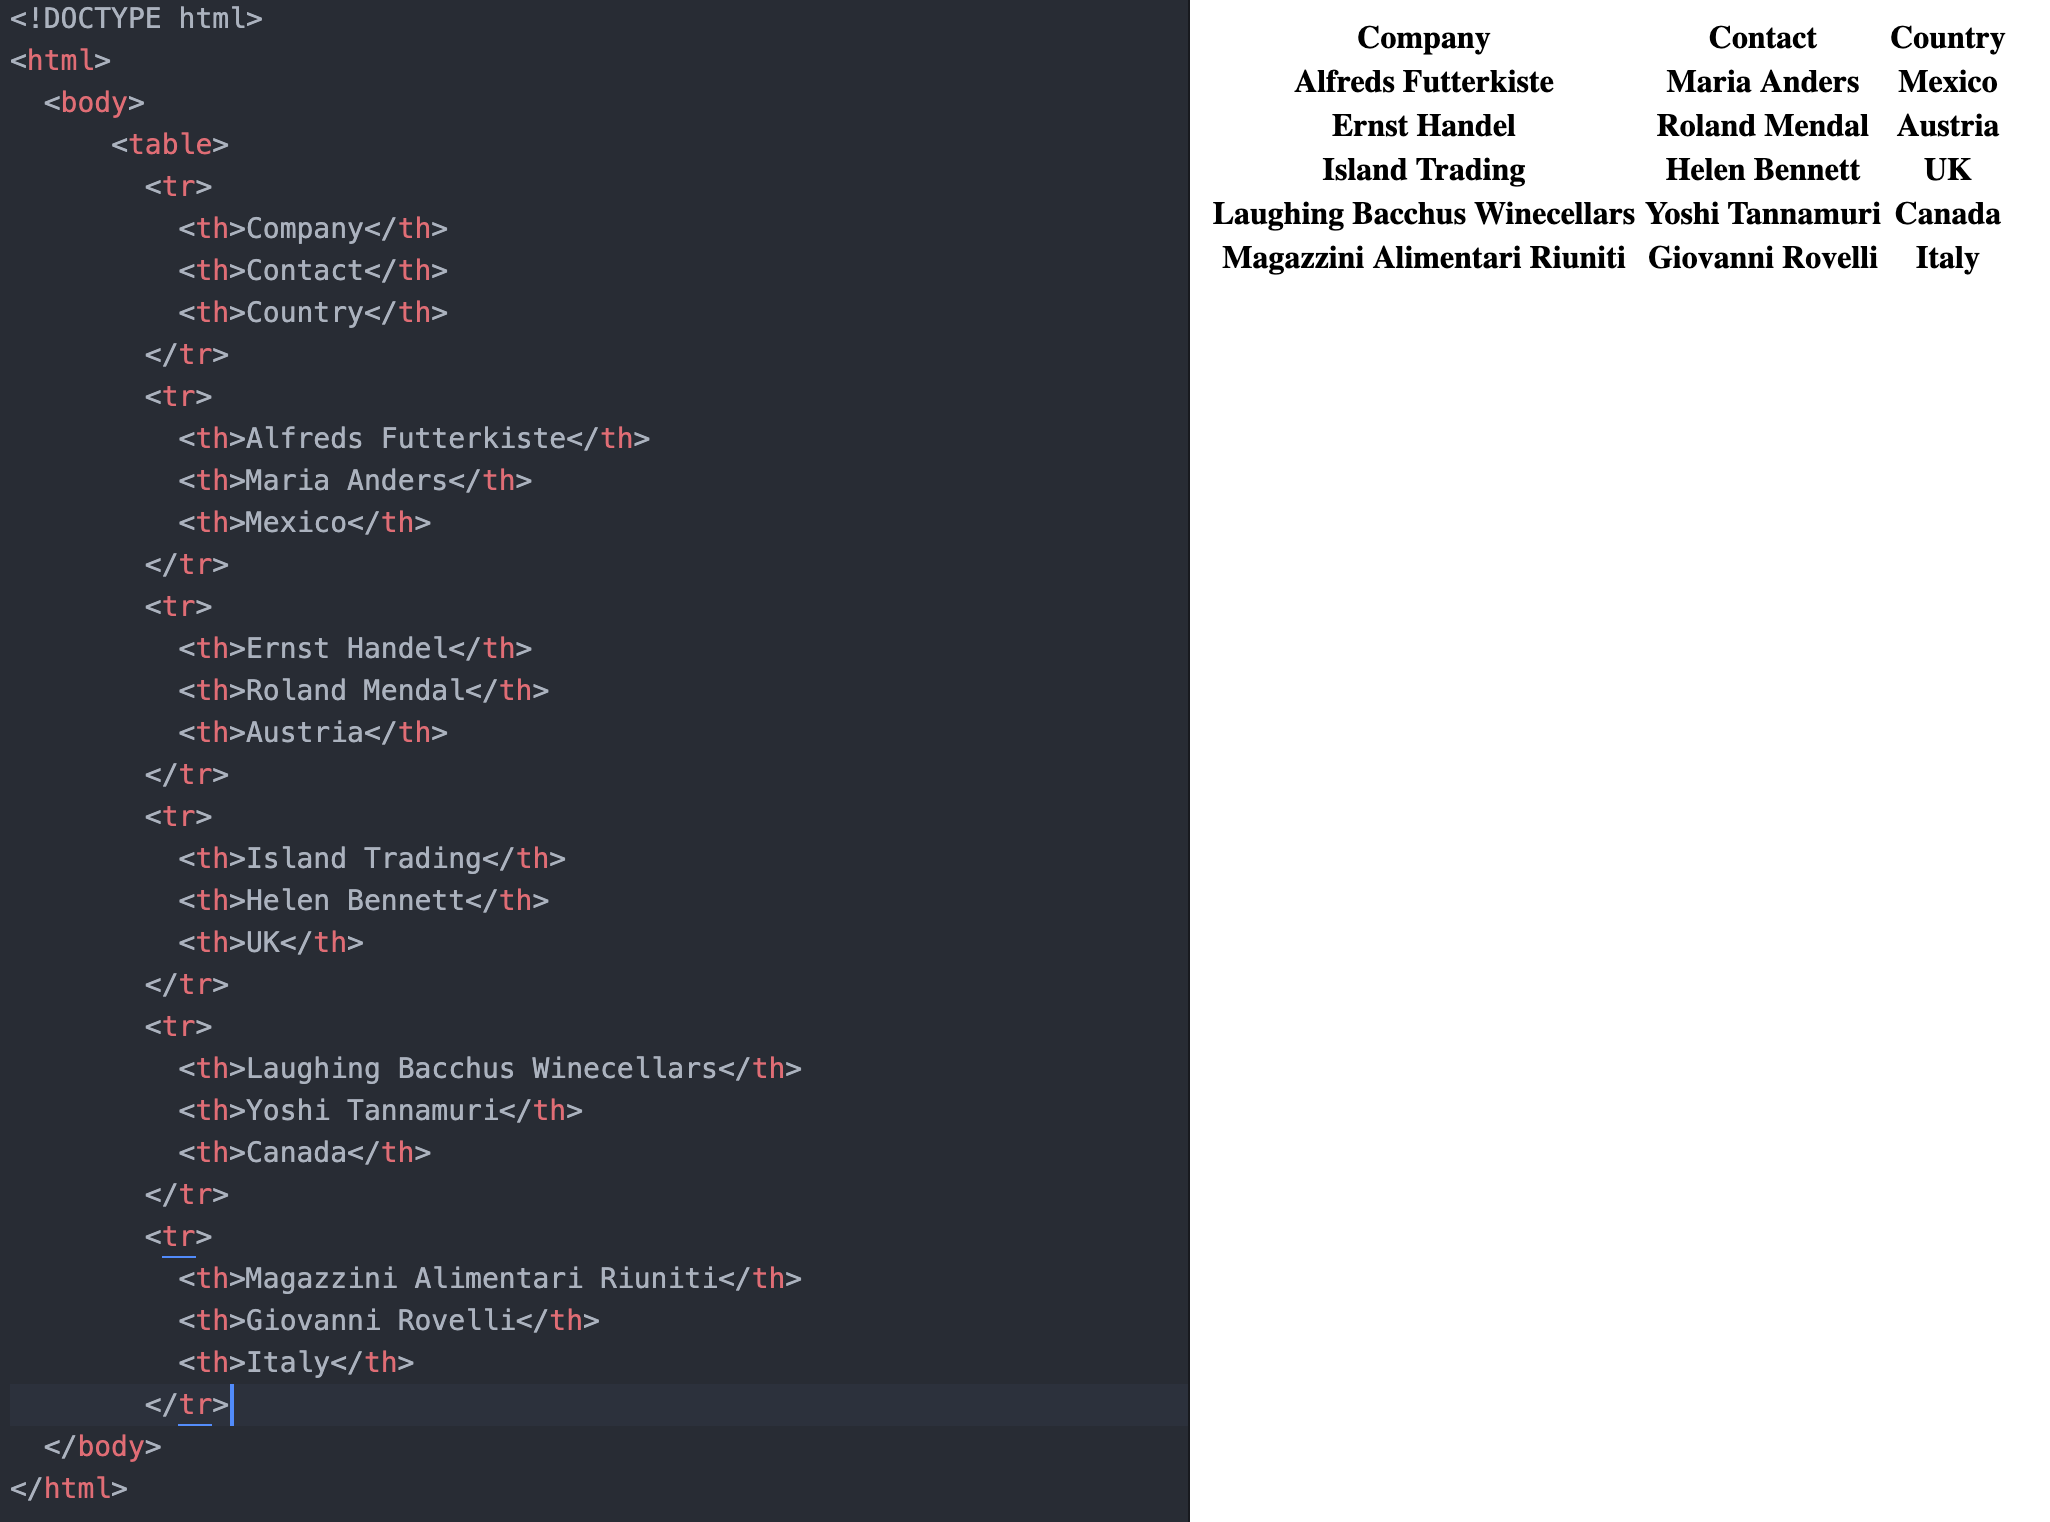 <!DOCTYPE html>
<html>
  <body>
      <table>
        <tr>
          <th>Company</th>
          <th>Contact</th>
          <th>Country</th>
        </tr>
        <tr>
          <th>Alfreds Futterkiste</th>
          <th>Maria Anders</th>
          <th>Mexico</th>
        </tr>
        <tr>
          <th>Ernst Handel</th>
          <th>Roland Mendal</th>
          <th>Austria</th>
        </tr>
        <tr>
          <th>Island Trading</th>
          <th>Helen Bennett</th>
          <th>UK</th>
        </tr>
        <tr>
          <th>Laughing Bacchus Winecellars</th>
          <th>Yoshi Tannamuri</th>
          <th>Canada</th>
        </tr>
        <tr>
          <th>Magazzini Alimentari Riuniti</th>
          <th>Giovanni Rovelli</th>
          <th>Italy</th>
        </tr>
  </body>
</html>
Company Contact Country
Alfreds Futterkiste Maria Anders Mexico
Ernst Handel Roland Mendal Austria
Island Trading Helen Bennett UK
Laughing Bacchus Winecellars Yoshi Tannamuri Canada
Magazzini Alimentari Riuniti Giovanni Rovelli Italy